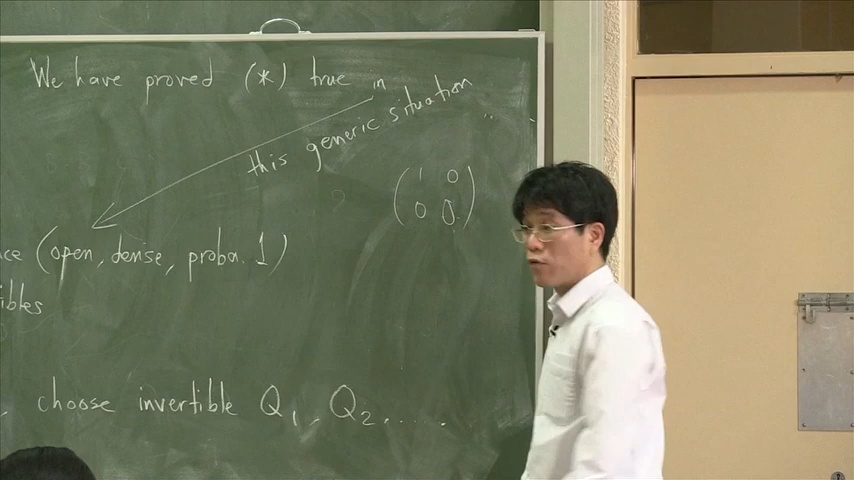 We have proved (*) true in
this generic situation
( 1 0
0 0 )
ce (open, dense, proba. 1)
ibles
, choose invertible Q₁, Q₂.....